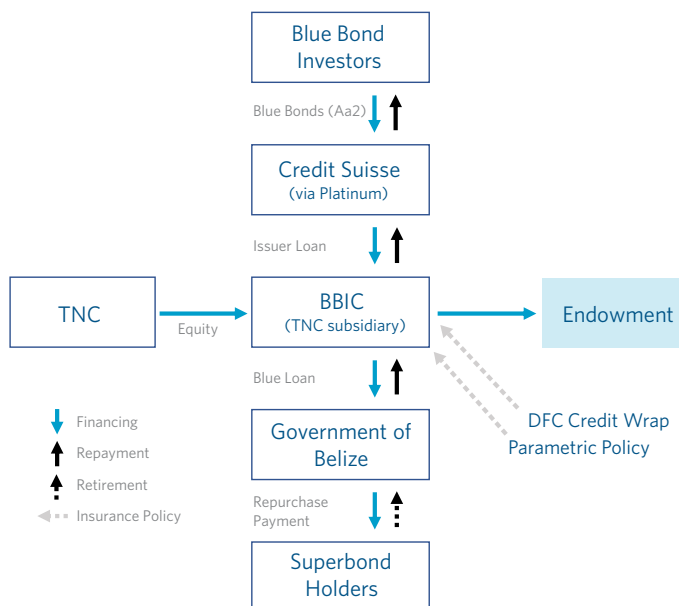 Blue Bond
Investors
Blue Bonds (Aa2)
Credit Suisse
(via Platinum)
Issuer Loan
TNC
Equity
BBIC
(TNC subsidiary)
Endowment
Blue Loan
DFC Credit Wrap
Parametric Policy
Government of
Belize
Financing
Repayment
Retirement
Insurance Policy
Repurchase
Payment
Superbond
Holders